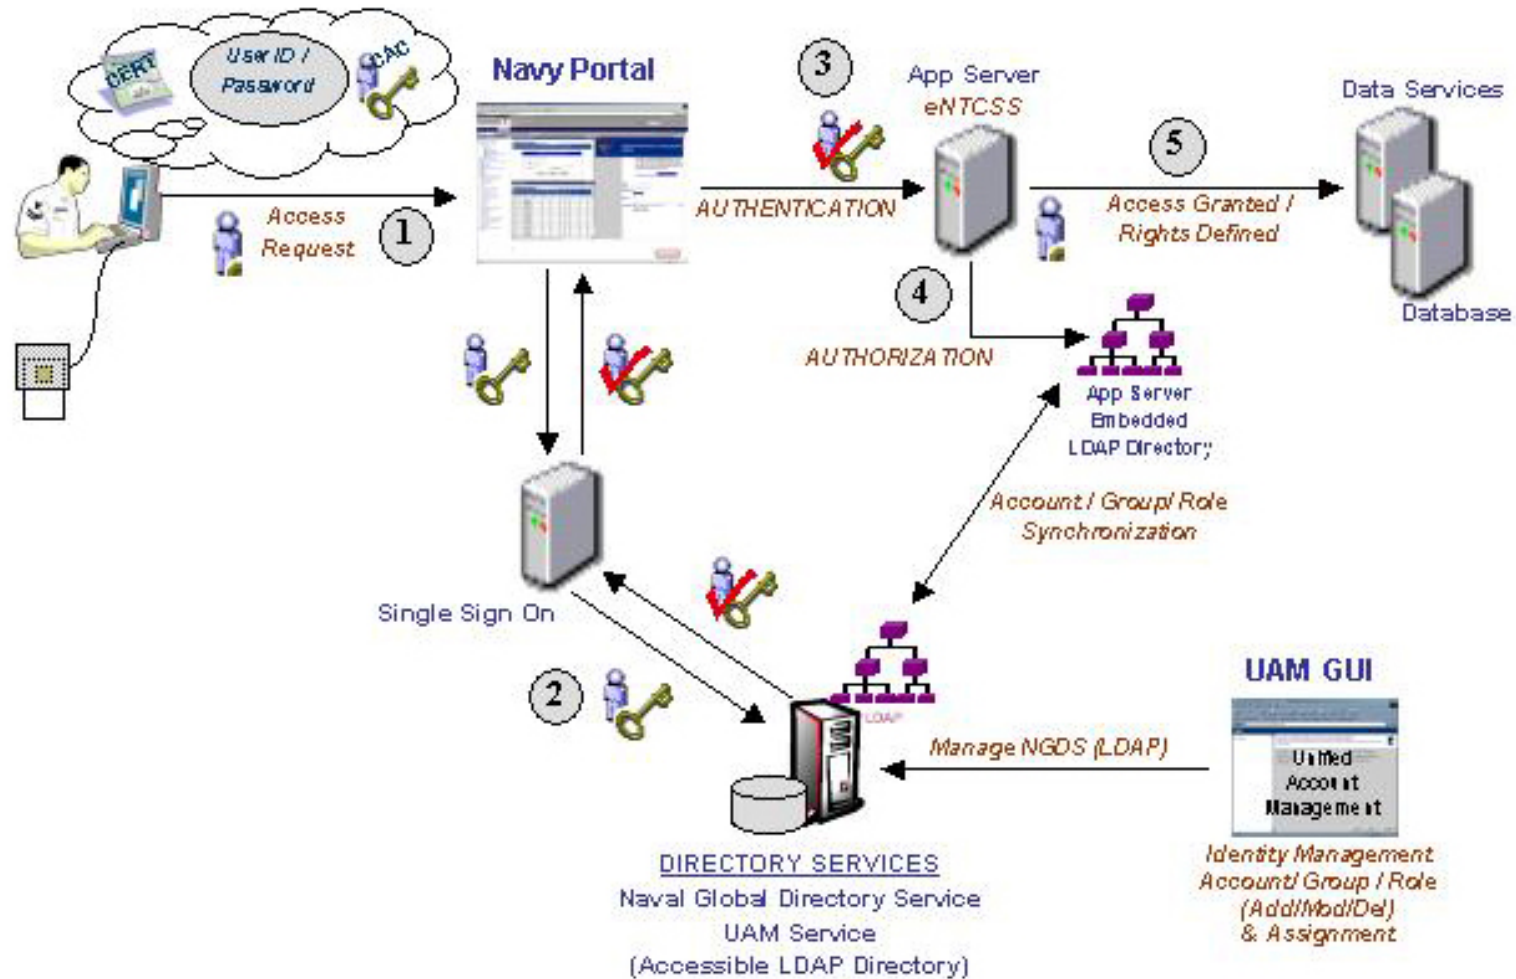 CERT
User ID /
Password
CAC
Navy Portal
3
App Server
eNTCSS
Data Services
5
Access
Request
1
AUTHENTICATION
Access Granted /
Rights Defined
4
Database
AUTHORIZATION
App Server
Embedded
LDAP Directory
Account / Group/ Role
Synchronization
Single Sign On
2
LDAP
UAM GUI
Manage NGDS (LDAP)
Unified
Account
Management
DIRECTORY SERVICES
Naval Global Directory Service
UAM Service
(Accessible LDAP Directory)
Identity Management
Account/ Group / Role
(Add/Mod/Del)
& Assignment